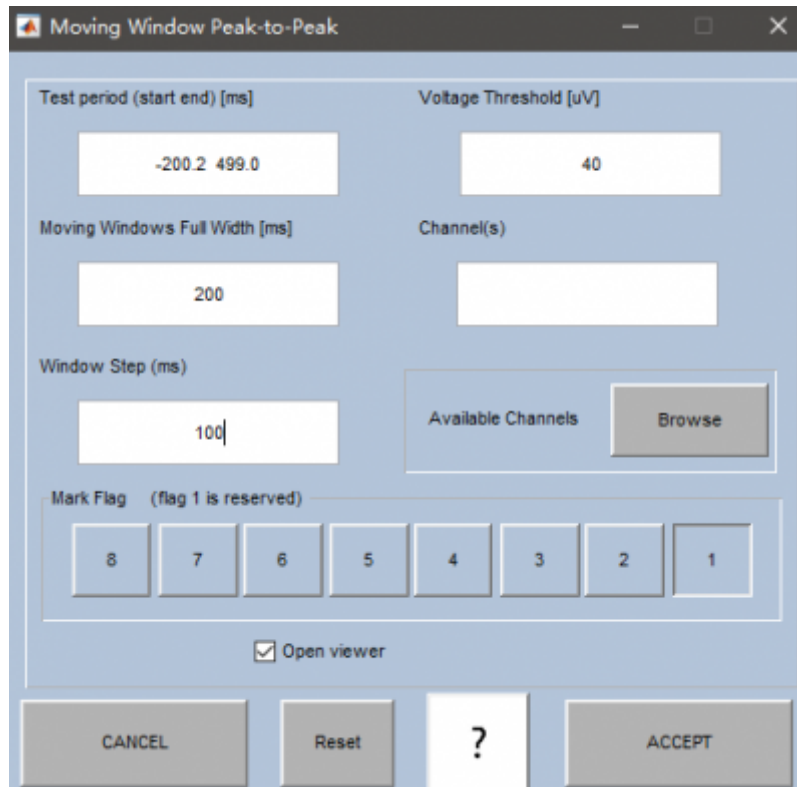 Moving Window Peak-to-Peak
Test period (start end) [ms]
Voltage Threshold [uV]
-200.2 499.0
40
Moving Windows Full Width [ms]
Channel(s)
200
Window Step (ms)
100
Available Channels
Browse
Mark Flag (flag 1 is reserved)
8 7 6 5 4 3 2 1
Open viewer
CANCEL
Reset
?
ACCEPT